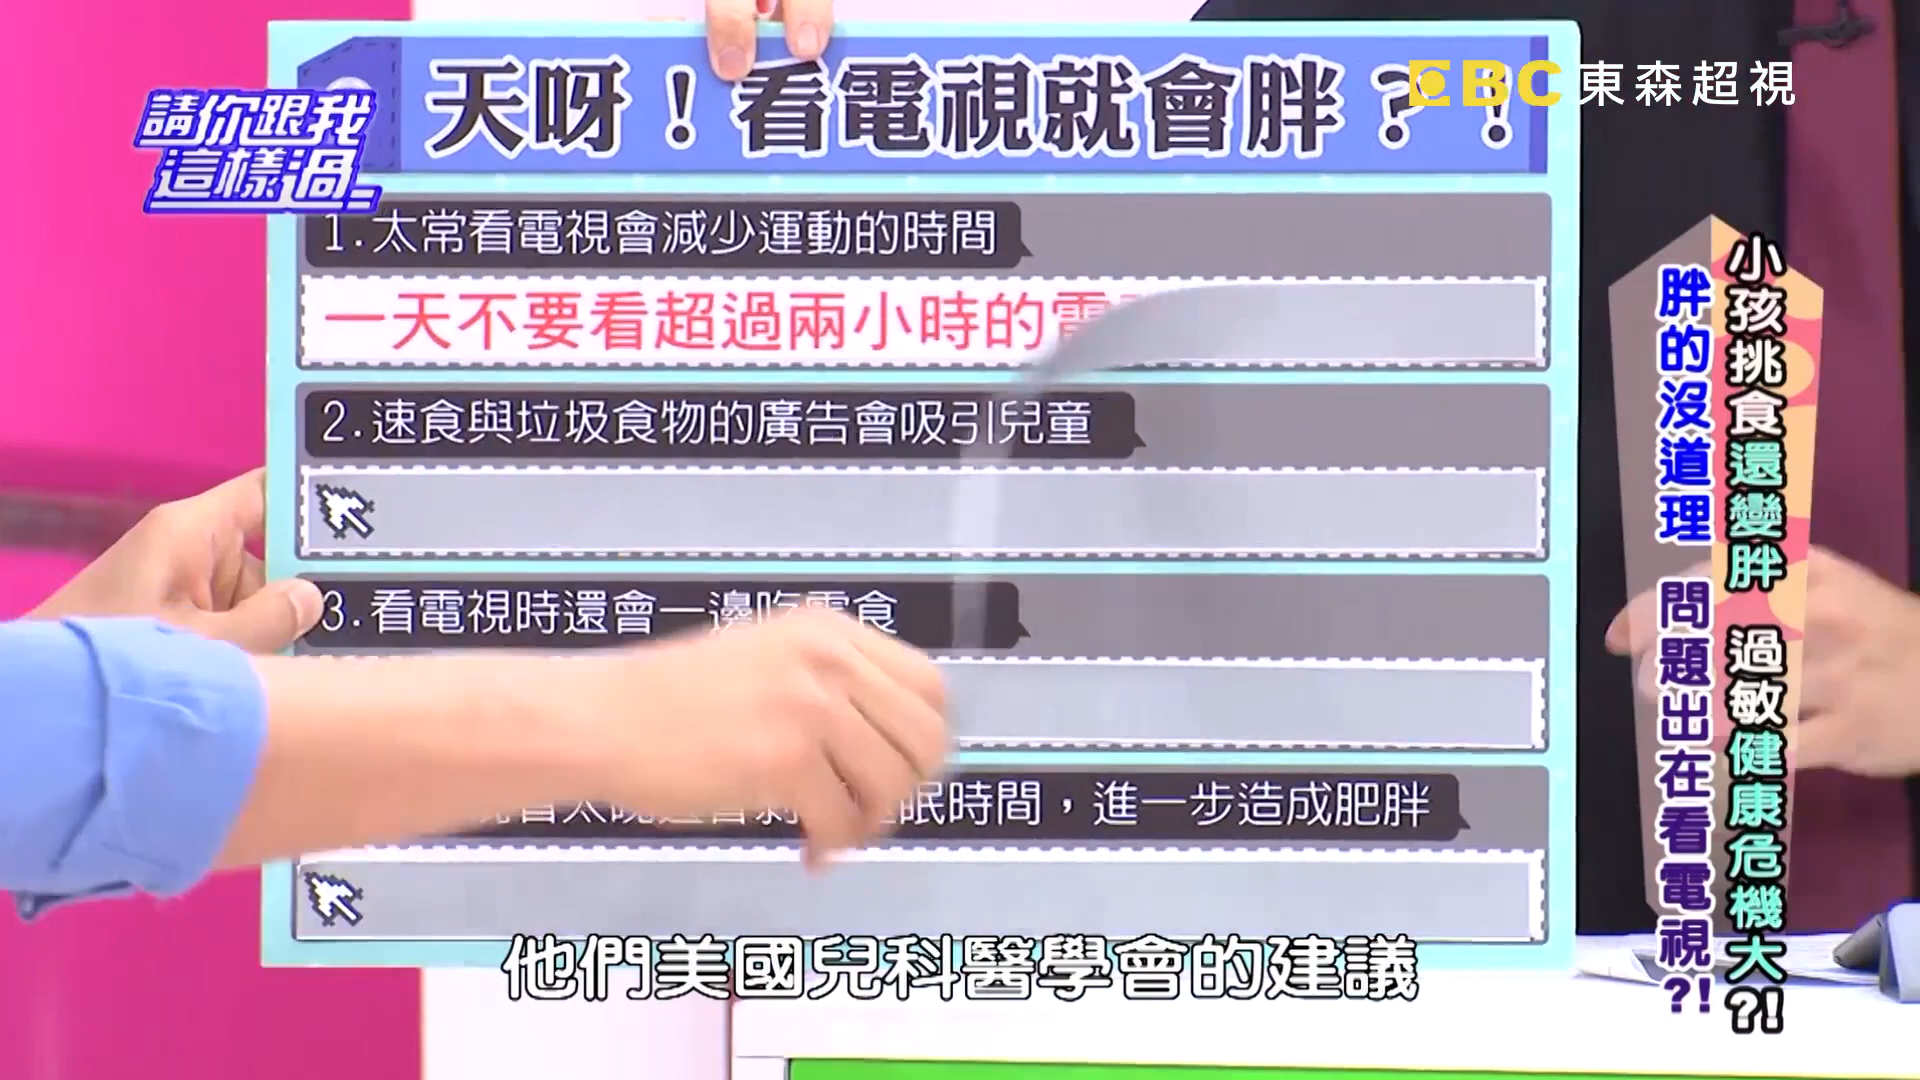 天呀！看電視就會胖？！
EBC 東森超視
請你跟我
這樣過
1.太常看電視會減少運動的時間
一天不要看超過兩小時的電
2.速食與垃圾食物的廣告會吸引兒童
3.看電視時還會一邊吃零食
眠時間，進一步造成肥胖
小孩挑食還變胖 過敏健康危機大?!
胖的沒道理 問題出在看電視?!
他們美國兒科醫學會的建議